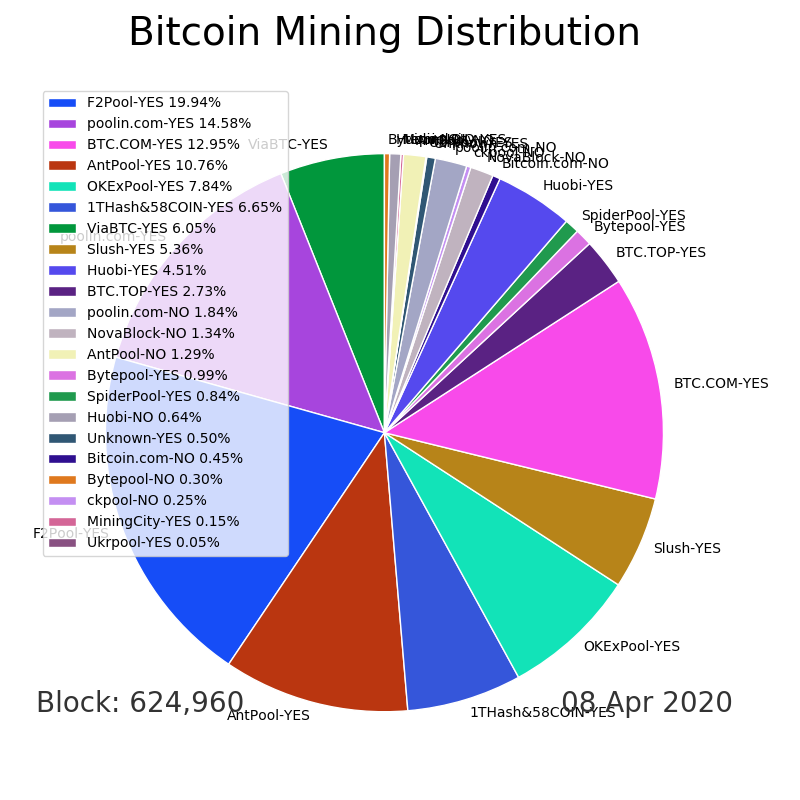 Bitcoin Mining Distribution
F2Pool-YES 19.94%
poolin.com-YES 14.58%
BTC.COM-YES 12.95%
AntPool-YES 10.76%
OKExPool-YES 7.84%
1THash&58COIN-YES 6.65%
ViaBTC-YES 6.05%
Slush-YES 5.36%
Huobi-YES 4.51%
BTC.TOP-YES 2.73%
poolin.com-NO 1.84%
NovaBlock-NO 1.34%
AntPool-NO 1.29%
Bytepool-YES 0.99%
SpiderPool-YES 0.84%
Huobi-NO 0.64%
Unknown-YES 0.50%
Bitcoin.com-NO 0.45%
Bytepool-NO 0.30%
ckpool-NO 0.25%
MiningCity-YES 0.15%
Ukrpool-YES 0.05%
ViaBTC-YES
poolin.com-YES
F2Pool-YES
AntPool-YES
1THash&58COIN-YES
OKExPool-YES
Slush-YES
BTC.COM-YES
BTC.TOP-YES
Bytepool-YES
SpiderPool-YES
Huobi-YES
Bitcoin.com-NO
NovaBlock-NO
ckpool-NO
poolin.com-NO
Block: 624,960
08 Apr 2020